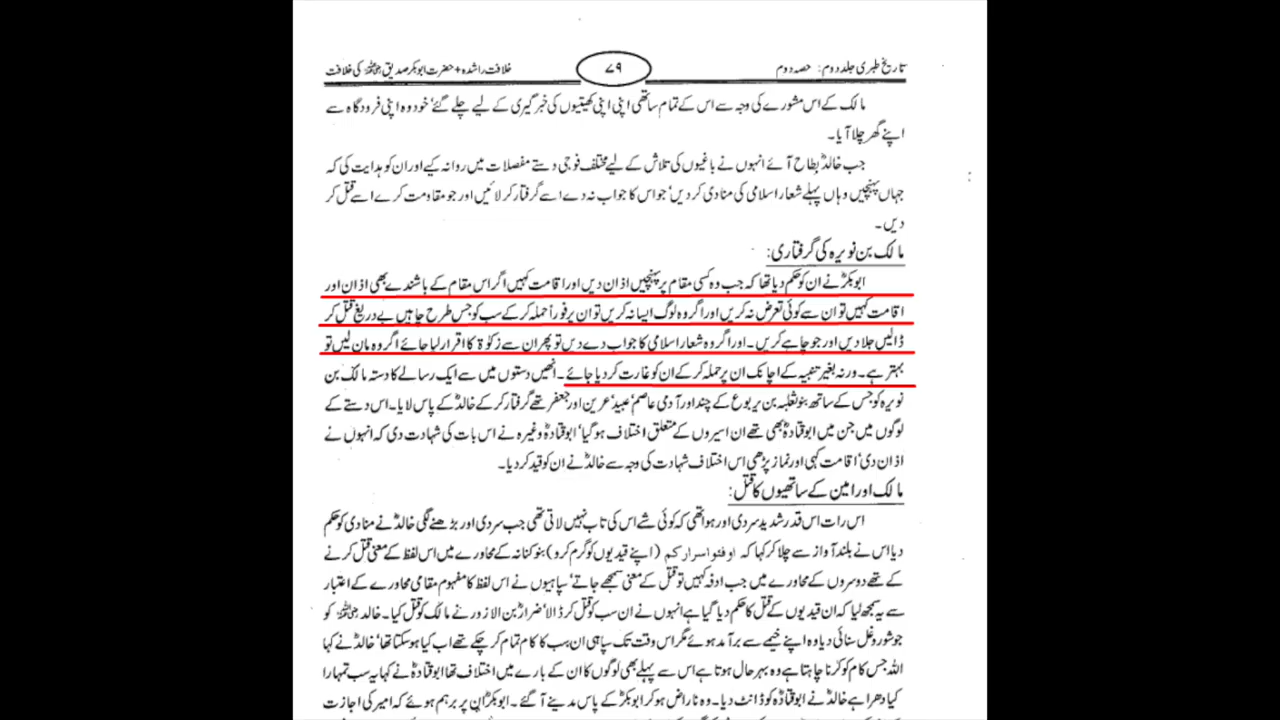 تاریخ طبری جلد دوم: حصہ دوم ۷۹ خلافت راشدہ + حضرت ابوبکر صدیق رضی اللہ عنہ کی خلافت
مالک کے اس مشورے کی وجہ سے اس کے تمام ساتھی اپنی اپنی کھیتیوں کی خبر گیری کے لیے چلے گئے' خود وہ اپنی فرودگاہ سے
اپنے گھر چلا آیا۔
جب خالدؓ بطاح آئے انہوں نے باغیوں کی تلاش کے لیے مختلف فوجی دستے مفصلات میں روانہ کیے اور ان کو ہدایت کی کہ
جہاں پہنچیں وہاں پہلے شعار اسلامی کی منادی کر دیں' جو اس کا جواب نہ دے اسے گرفتار کر لائیں اور جو مقاومت کرے اسے قتل کر
دیں۔
مالک بن نویرہ کی گرفتاری:
ابوبکرؓ نے ان کو حکم دیا تھا کہ جب وہ کسی مقام پر پہنچیں اذان دیں اور اقامت کہیں اگر اس مقام کے باشندے بھی اذان اور
اقامت کہیں تو ان سے کوئی تعرض نہ کریں اور اگر وہ لوگ ایسا نہ کریں تو ان پر فوراً حملہ کر کے سب کو جس طرح چاہیں بے دریغ قتل کر
ڈالیں جلا دیں اور جو چاہے کریں۔ اور اگر وہ شعار اسلامی کا جواب دے دیں تو پھر ان سے زکوٰۃ کا اقرار لیا جائے اگر وہ مان لیں تو
بہتر ہے۔ ورنہ بغیر تنبیہ کے اچانک ان پر حملہ کر کے ان کو غارت کر دیا جائے۔ انھیں دستوں میں سے ایک رسالے کا دستہ مالک بن
نویرہ کو جس کے ساتھ بنو ثعلبہ بن یربوع کے چند اور آدمی عاصم' عبید' عرین اور جعفر تھے گرفتار کر کے خالدؓ کے پاس لایا۔ اس دستے کے
لوگوں میں جن میں ابو قتادہؓ بھی تھے ان اسیروں کے متعلق اختلاف ہو گیا' ابو قتادہؓ وغیرہ نے اس بات کی شہادت دی کہ انہوں نے
اذان دی' اقامت کہی اور نماز پڑھی اس اختلاف شہادت کی وجہ سے خالدؓ نے ان کو قید کر دیا۔
مالک اور امین کے ساتھیوں کا قتل:
اس رات اس قدر شدید سردی اور ہوا تھی کہ کوئی شے اس کی تاب نہیں لاتی تھی جب سردی اور بڑھنے لگی خالدؓ نے منادی کو حکم
دیا اس نے بلند آواز سے چلا کر کہا کہ ادفئوا اسراركم (اپنے قیدیوں کو گرم کرو) بنو کنانہ کے محاورے میں اس لفظ کے معنی قتل کرنے
کے تھے دوسروں کے محاورے میں جب ادفہ کہیں تو قتل کے معنی سمجھے جاتے' سپاہیوں نے اس لفظ کا مفہوم مقامی محاورے کے اعتبار
سے یہ سمجھ لیا کہ ان قیدیوں کے قتل کا حکم دیا گیا ہے انہوں نے ان سب کو قتل کر ڈالا' ضرارؓ بن الازور نے مالک کو قتل کیا۔ خالد رضی اللہ عنہ کو
جو شور و غل سنائی دیا وہ اپنے خیمے سے برآمد ہوئے مگر اس وقت تک سپاہی ان سب کا کام تمام کر چکے تھے اب کیا ہو سکتا تھا' خالدؓ نے کہا
اللہ جس کام کو کرنا چاہتا ہے وہ بہر حال ہوتا ہے اس سے پہلے بھی لوگوں کا ان کے بارے میں اختلاف تھا ابو قتادہؓ نے کہا یہ سب تمہارا
کیا دھرا ہے خالدؓ نے ابو قتادہؓ کو ڈانٹ دیا۔ وہ ناراض ہو کر ابوبکرؓ کے پاس مدینے آ گئے۔ ابوبکرؓ ان پر برہم ہوئے کہ امیر کی اجازت